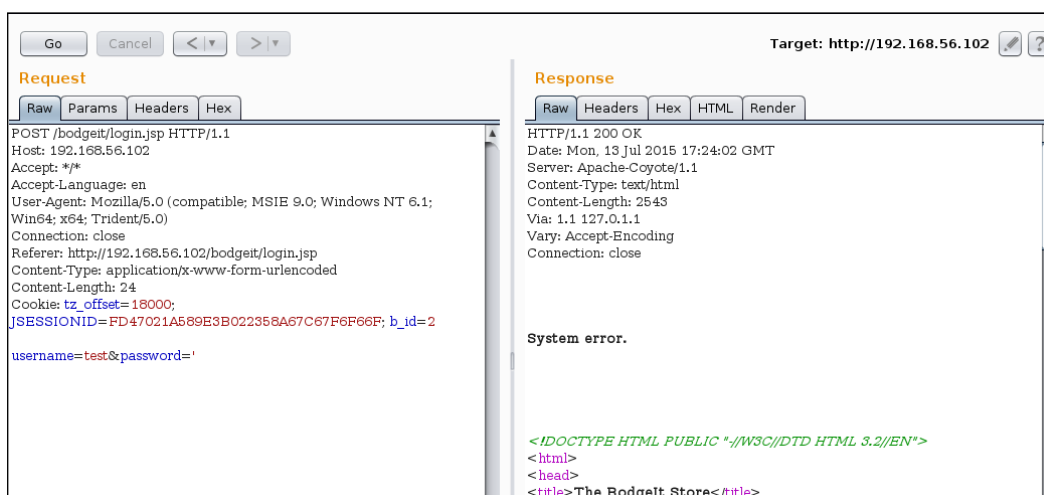 Go Cancel < > Target: http://192.168.56.102 ?
Request
Raw Params Headers Hex
POST /bodgeit/login.jsp HTTP/1.1
Host: 192.168.56.102
Accept: */*
Accept-Language: en
User-Agent: Mozilla/5.0 (compatible; MSIE 9.0; Windows NT 6.1;
Win64; x64; Trident/5.0)
Connection: close
Referer: http://192.168.56.102/bodgeit/login.jsp
Content-Type: application/x-www-form-urlencoded
Content-Length: 24
Cookie: tz_offset=18000;
JSESSIONID=FD47021A589E3B022358A67C67F6F66F; b_id=2
username=test&password='
Response
Raw Headers Hex HTML Render
HTTP/1.1 200 OK
Date: Mon, 13 Jul 2015 17:24:02 GMT
Server: Apache-Coyote/1.1
Content-Type: text/html
Content-Length: 2543
Via: 1.1 127.0.1.1
Vary: Accept-Encoding
Connection: close
System error.
<!DOCTYPE HTML PUBLIC "-//W3C//DTD HTML 3.2//EN">
<html>
<head>
<title>The BodgeIt Store</title>